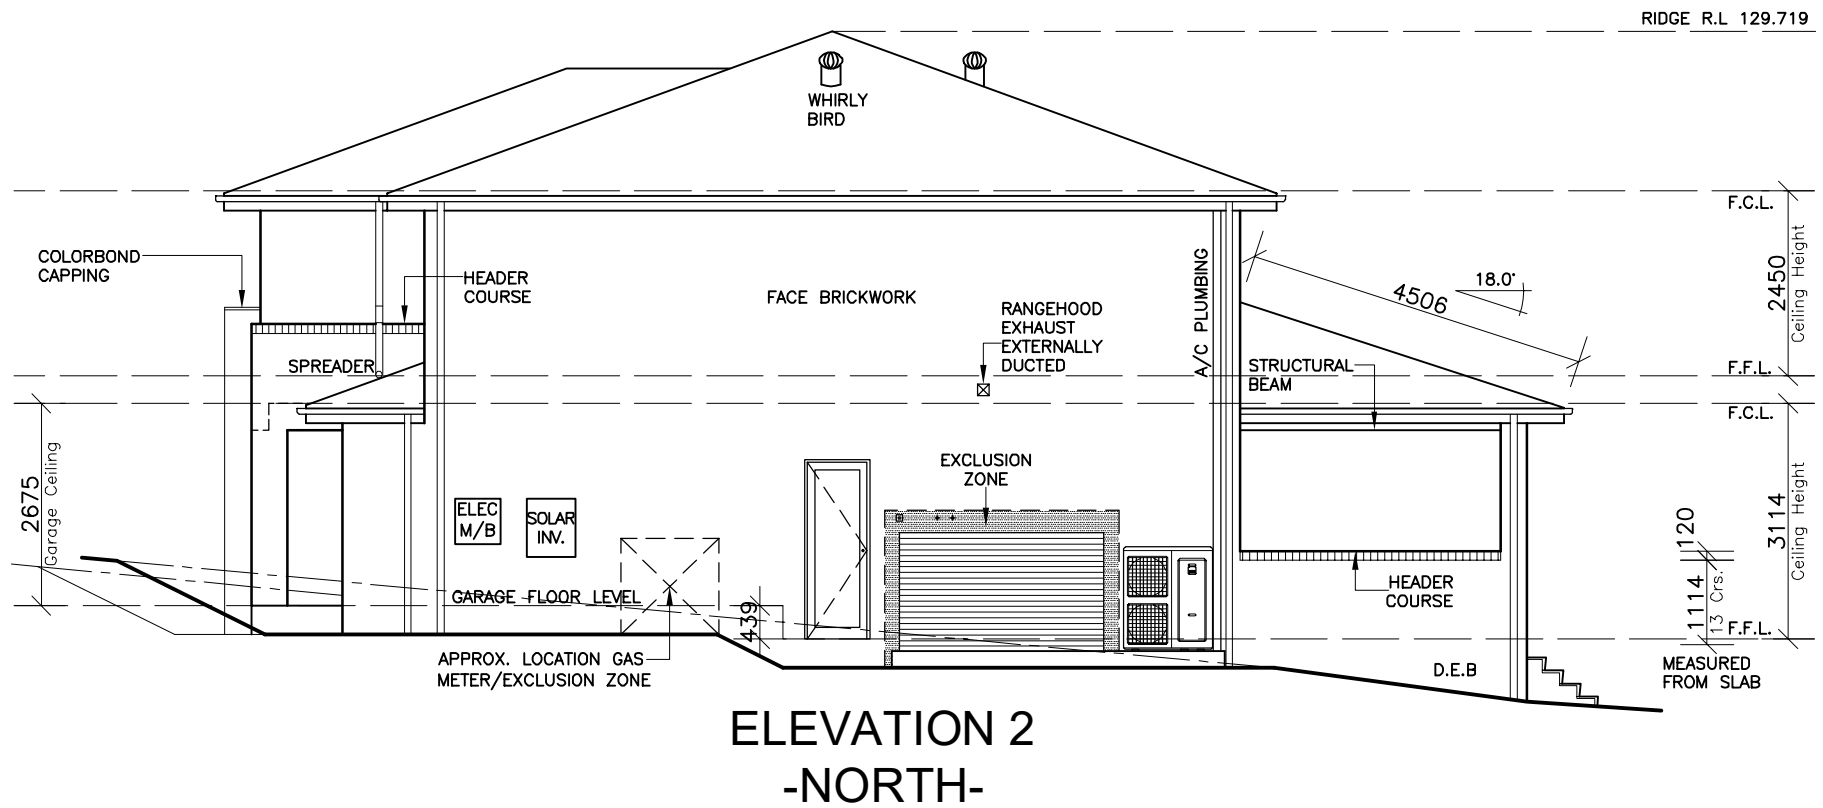 RIDGE R.L 129.719
WHIRLY
BIRD
F.C.L.
COLORBOND
CAPPING
HEADER
COURSE
FACE BRICKWORK
RANGEHOOD
EXHAUST
EXTERNALLY
DUCTED
A/C PLUMBING
4506
18.0°
2450
Ceiling Height
SPREADER
STRUCTURAL
BEAM
F.F.L.
F.C.L.
2675
Garage Ceiling
ELEC
M/B
SOLAR
INV.
EXCLUSION
ZONE
3114
Ceiling Height
120
1114
13 Crs.
HEADER
COURSE
GARAGE FLOOR LEVEL
439
F.F.L.
APPROX. LOCATION GAS
METER/EXCLUSION ZONE
D.E.B
MEASURED
FROM SLAB
ELEVATION 2
-NORTH-